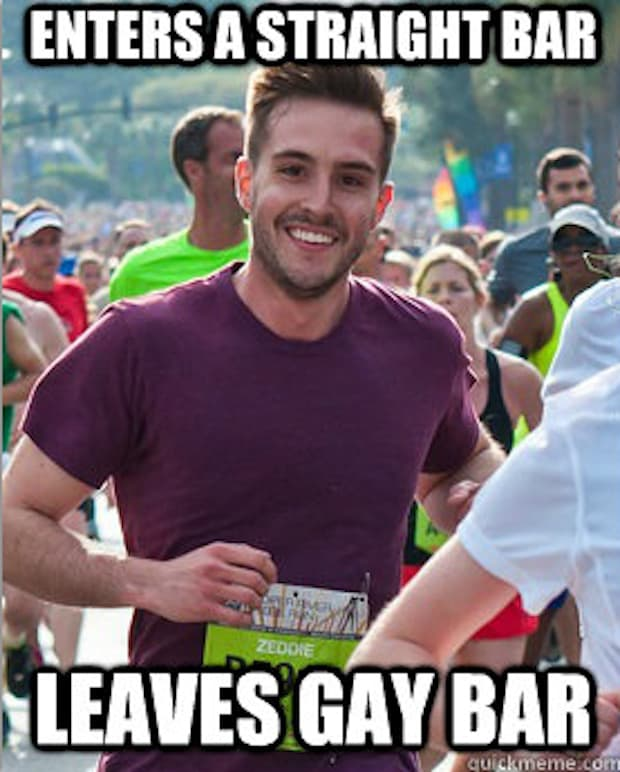 ENTERS A STRAIGHT BAR
ZEDDIE
LEAVES GAY BAR
quickmeme.com